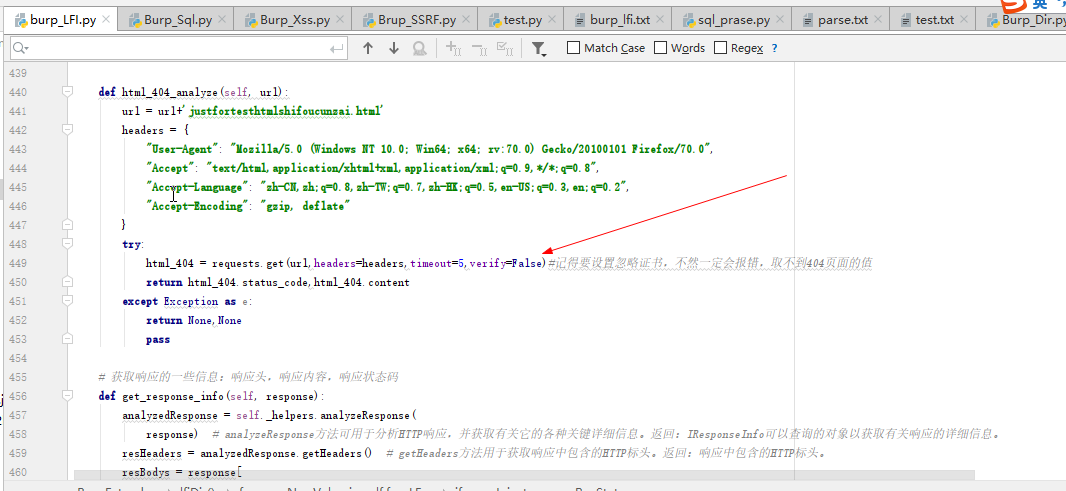 burp_LFI.py Burp_Sql.py Burp_Xss.py Brup_SSRF.py test.py burp_lfi.txt sql_prase.py parse.txt test.txt Burp_Dir.py
英
Match Case Words Regex ?
439
440 def html_404_analyze(self, url):
441 url = url+'justfortesthtmlshifoucunzai.html'
442 headers = {
443 "User-Agent": "Mozilla/5.0 (Windows NT 10.0; Win64; x64; rv:70.0) Gecko/20100101 Firefox/70.0",
444 "Accept": "text/html,application/xhtml+xml,application/xml;q=0.9,*/*;q=0.8",
445 "Accept-Language": "zh-CN,zh;q=0.8,zh-TW;q=0.7,zh-HK;q=0.5,en-US;q=0.3,en;q=0.2",
446 "Accept-Encoding": "gzip, deflate"
447 }
448 try:
449 html_404 = requests.get(url,headers=headers,timeout=5,verify=False)#记得要设置忽略证书，不然一定会报错，取不到404页面的值
450 return html_404.status_code,html_404.content
451 except Exception as e:
452 return None,None
453 pass
454
455 # 获取响应的一些信息：响应头，响应内容，响应状态码
456 def get_response_info(self, response):
457 analyzedResponse = self._helpers.analyzeResponse(
458 response) # analyzeResponse方法可用于分析HTTP响应，并获取有关它的各种关键详细信息。返回：IResponseInfo可以查询的对象以获取有关响应的详细信息。
459 resHeaders = analyzedResponse.getHeaders() # getHeaders方法用于获取响应中包含的HTTP标头。返回：响应中包含的HTTP标头。
460 resBodys = response[